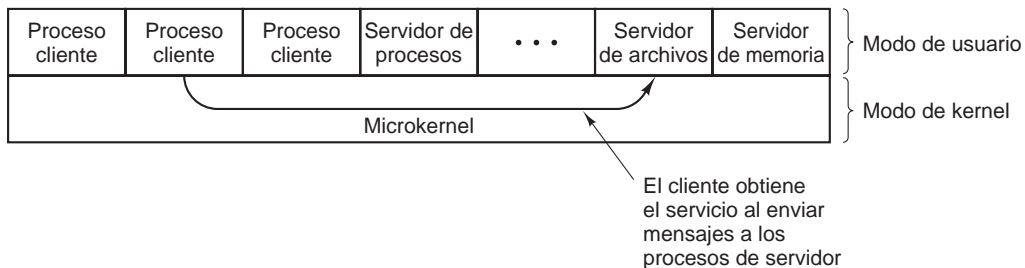 Proceso
cliente
Proceso
cliente
Proceso
cliente
Servidor de
procesos
• • •
Servidor
de archivos
Servidor
de memoria
Modo de usuario
Microkernel
Modo de kernel
El cliente obtiene
el servicio al enviar
mensajes a los
procesos de servidor